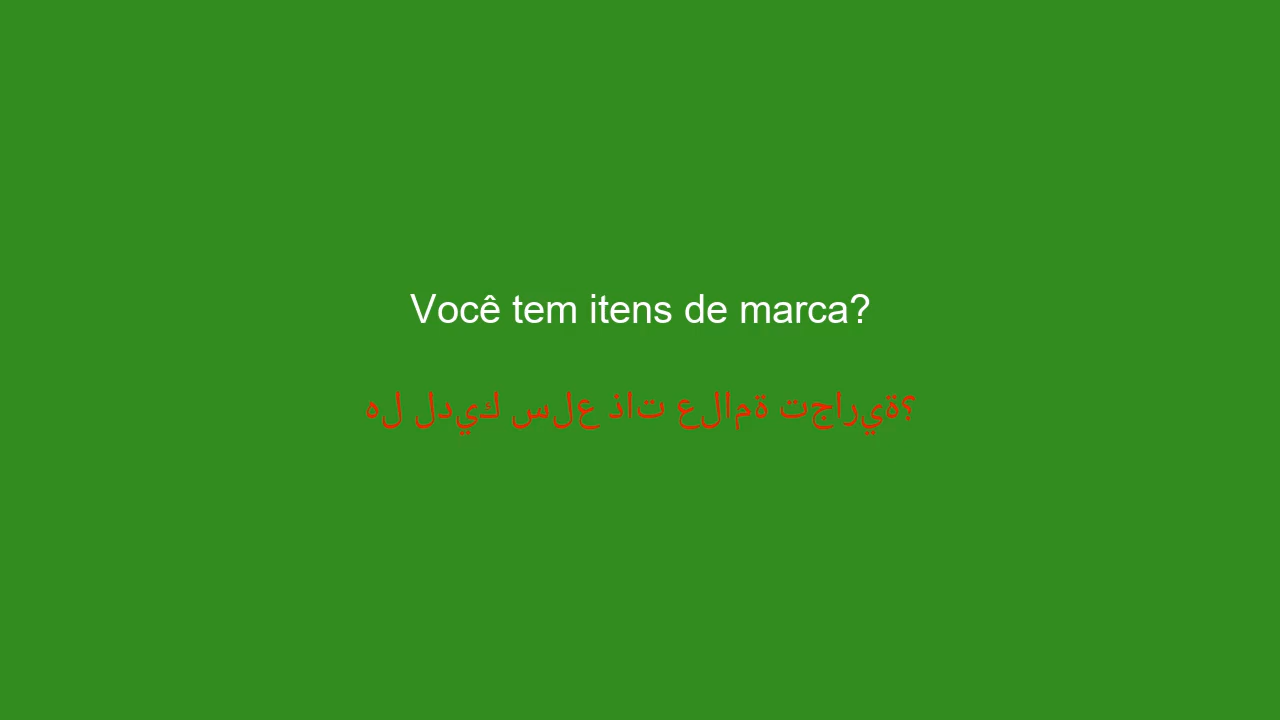 Você tem itens de marca?
هل لديك سلع ذات علامة تجارية؟